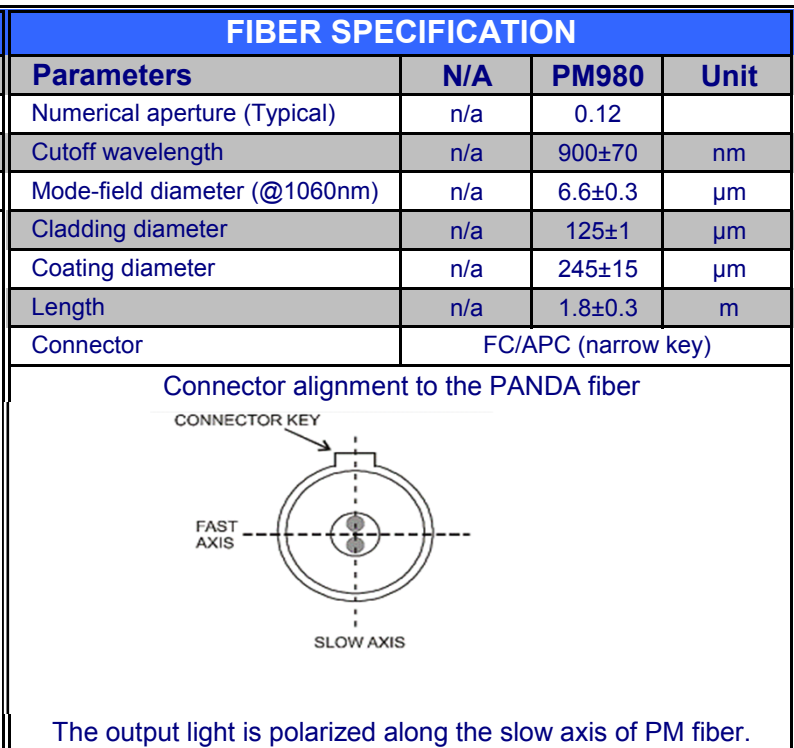 FIBER SPECIFICATION
Parameters N/A PM980 Unit
Numerical aperture (Typical) n/a 0.12
Cutoff wavelength n/a 900±70 nm
Mode-field diameter (@1060nm) n/a 6.6±0.3 µm
Cladding diameter n/a 125±1 µm
Coating diameter n/a 245±15 µm
Length n/a 1.8±0.3 m
Connector FC/APC (narrow key)
Connector alignment to the PANDA fiber
CONNECTOR KEY
FAST
AXIS
SLOW AXIS
The output light is polarized along the slow axis of PM fiber.